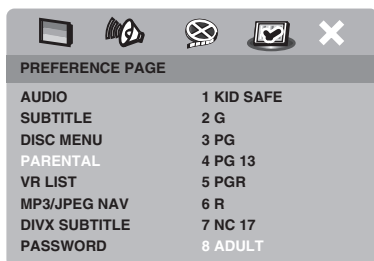 PREFERENCE PAGE
AUDIO 1 KID SAFE
SUBTITLE 2 G
DISC MENU 3 PG
PARENTAL 4 PG 13
VR LIST 5 PGR
MP3/JPEG NAV 6 R
DIVX SUBTITLE 7 NC 17
PASSWORD 8 ADULT